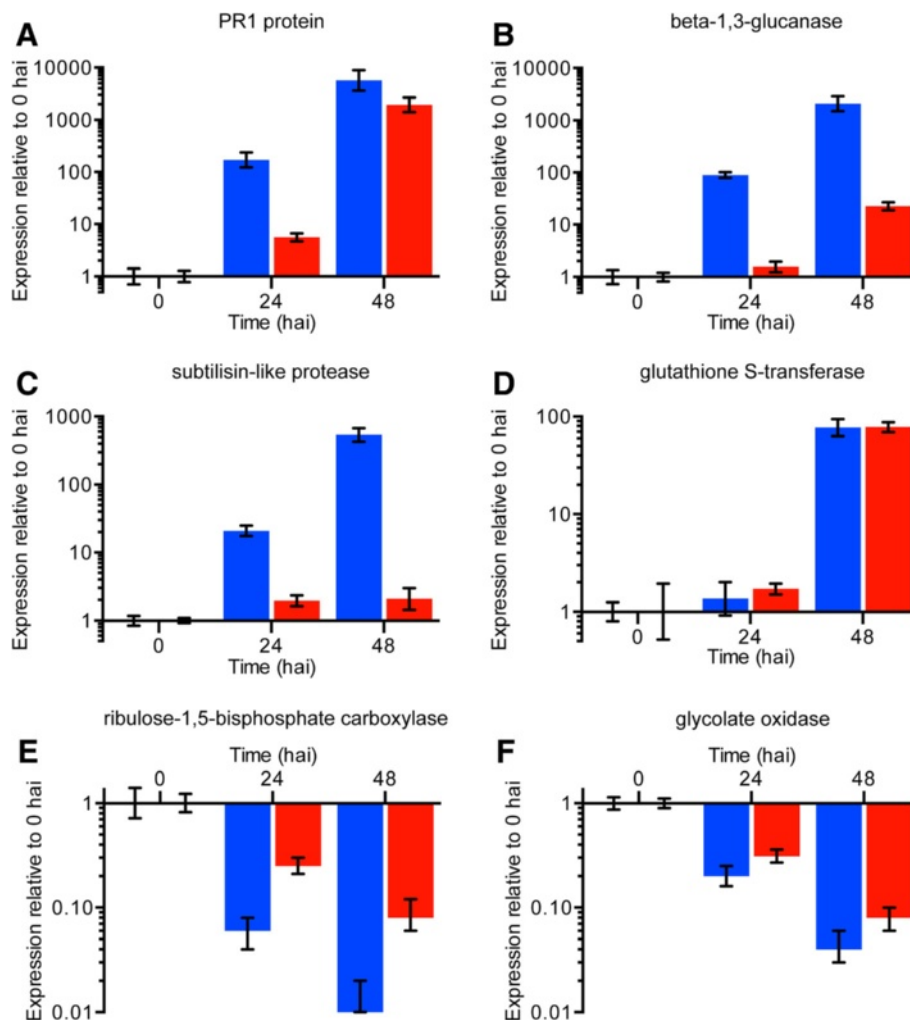 A PR1 protein
Expression relative to 0 hai
10000
1000
100
10
1
0 24 48
Time (hai)
B beta-1,3-glucanase
Expression relative to 0 hai
10000
1000
100
10
1
0 24 48
Time (hai)
C subtilisin-like protease
Expression relative to 0 hai
1000
100
10
1
0 24 48
Time (hai)
D glutathione S-transferase
Expression relative to 0 hai
100
10
1
0 24 48
Time (hai)
E ribulose-1,5-bisphosphate carboxylase
Time (hai)
0 24 48
Expression relative to 0 hai
1
0.10
0.01
F glycolate oxidase
Time (hai)
0 24 48
Expression relative to 0 hai
1
0.10
0.01